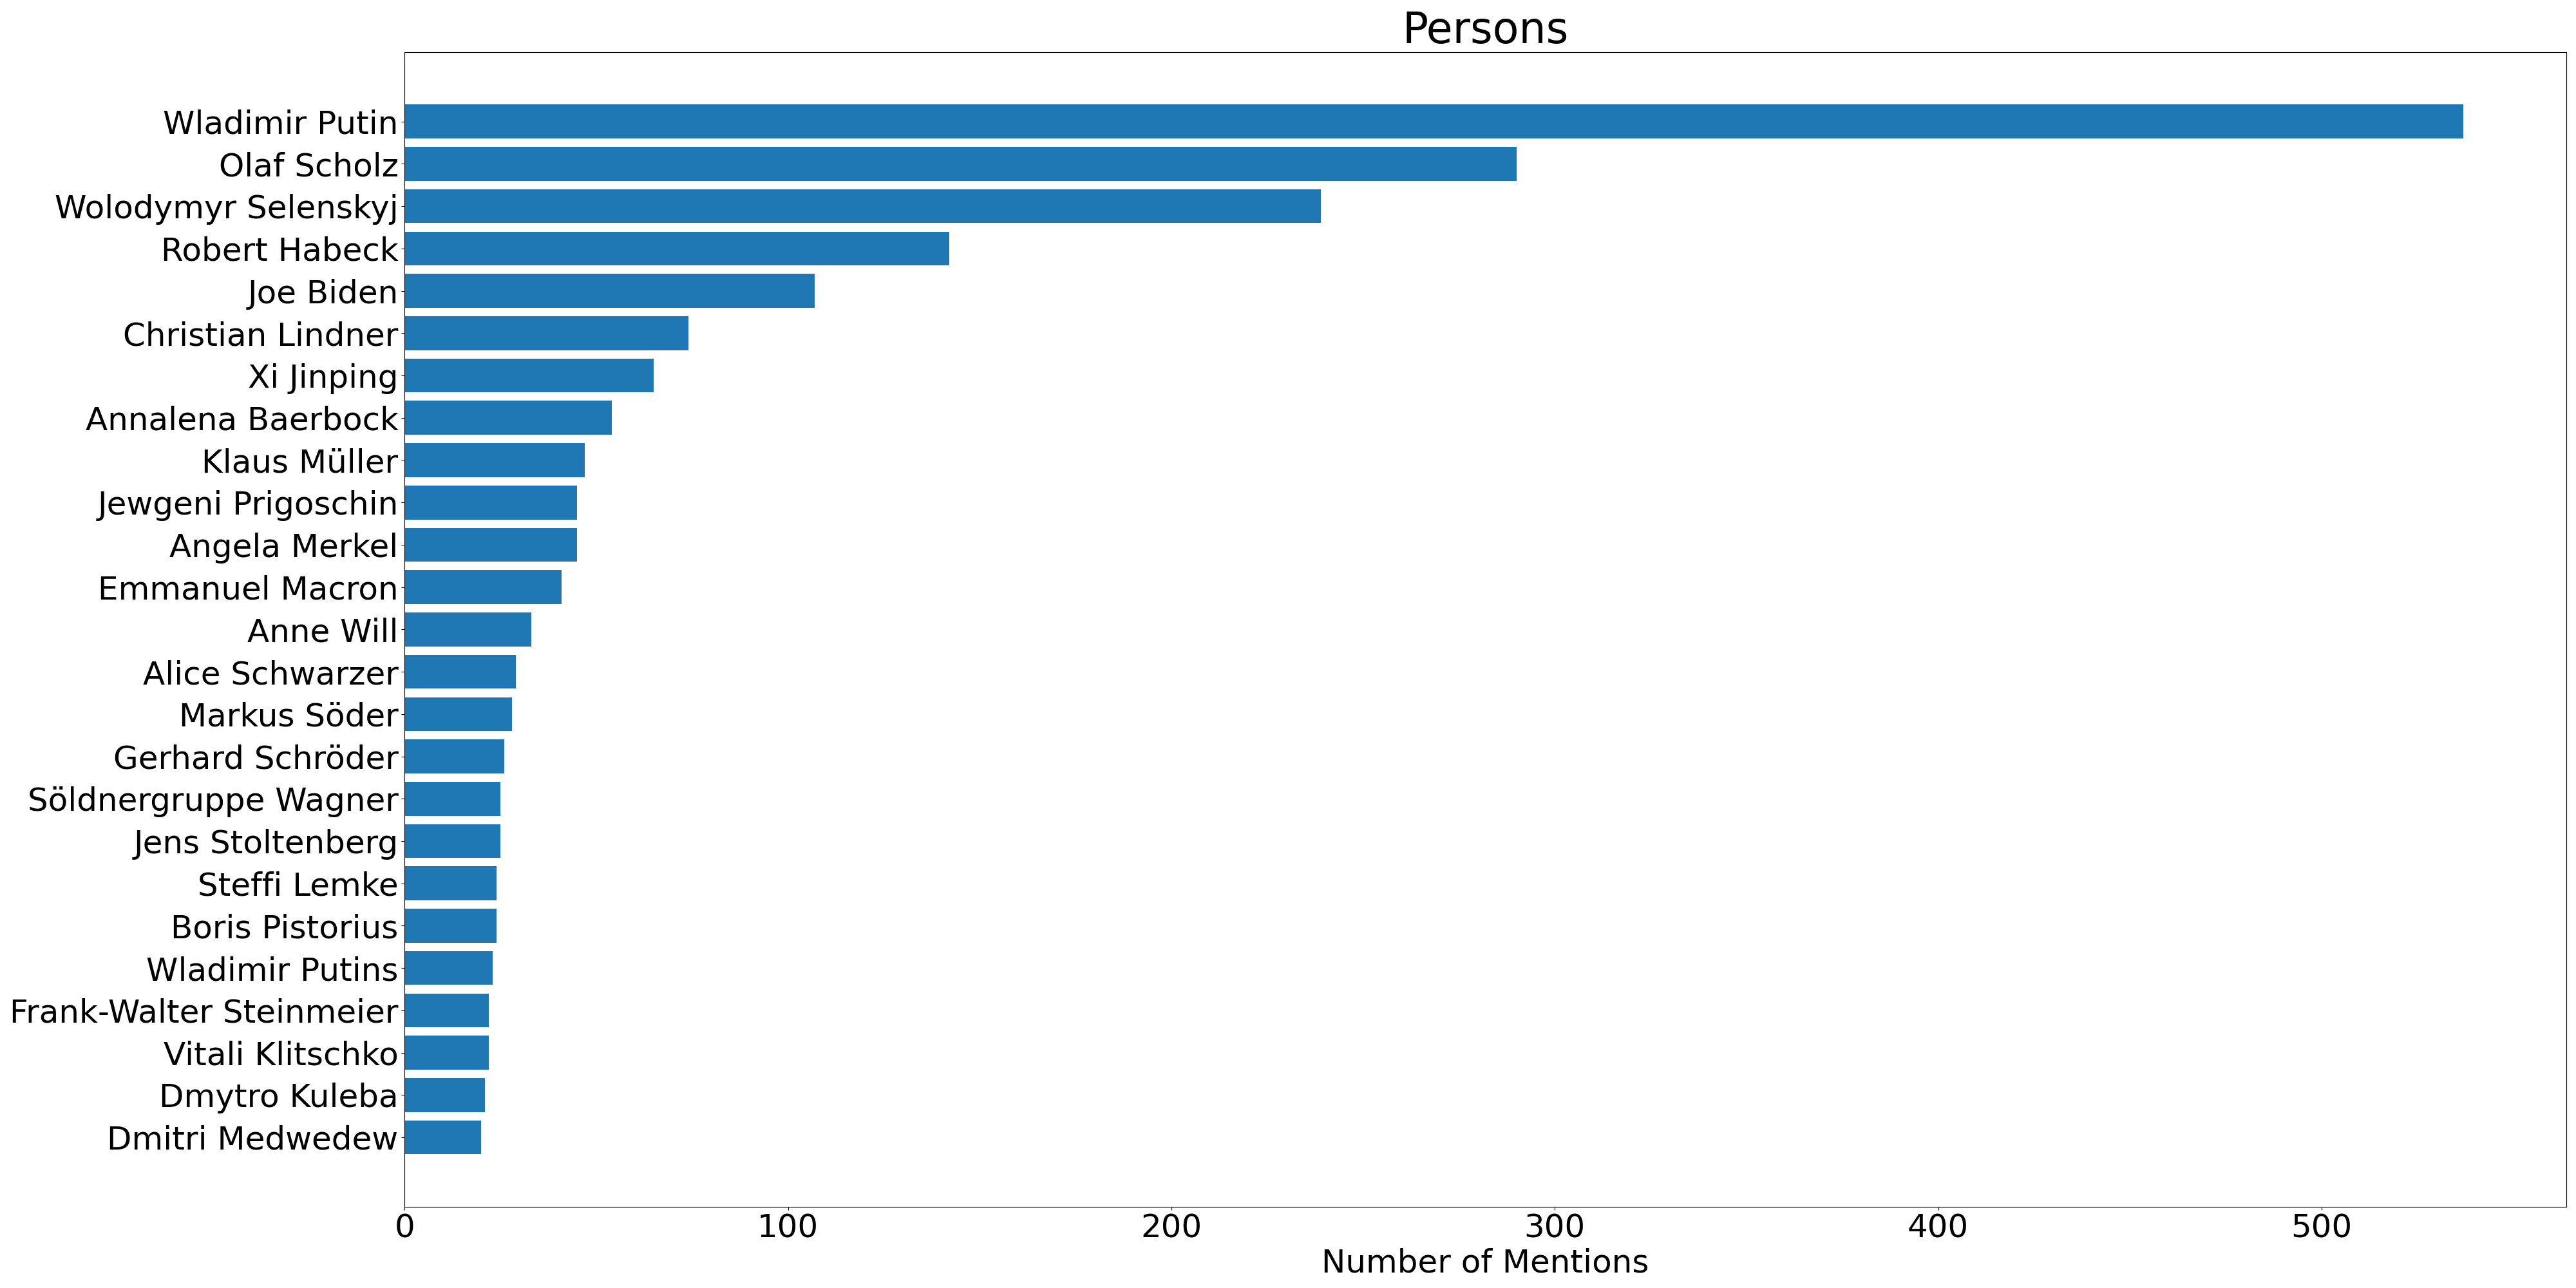 Persons
Wladimir Putin
Olaf Scholz
Wolodymyr Selenskyj
Robert Habeck
Joe Biden
Christian Lindner
Xi Jinping
Annalena Baerbock
Klaus Müller
Jewgeni Prigoschin
Angela Merkel
Emmanuel Macron
Anne Will
Alice Schwarzer
Markus Söder
Gerhard Schröder
Söldnergruppe Wagner
Jens Stoltenberg
Steffi Lemke
Boris Pistorius
Wladimir Putins
Frank-Walter Steinmeier
Vitali Klitschko
Dmytro Kuleba
Dmitri Medwedew
0 100 200 300 400 500
Number of Mentions